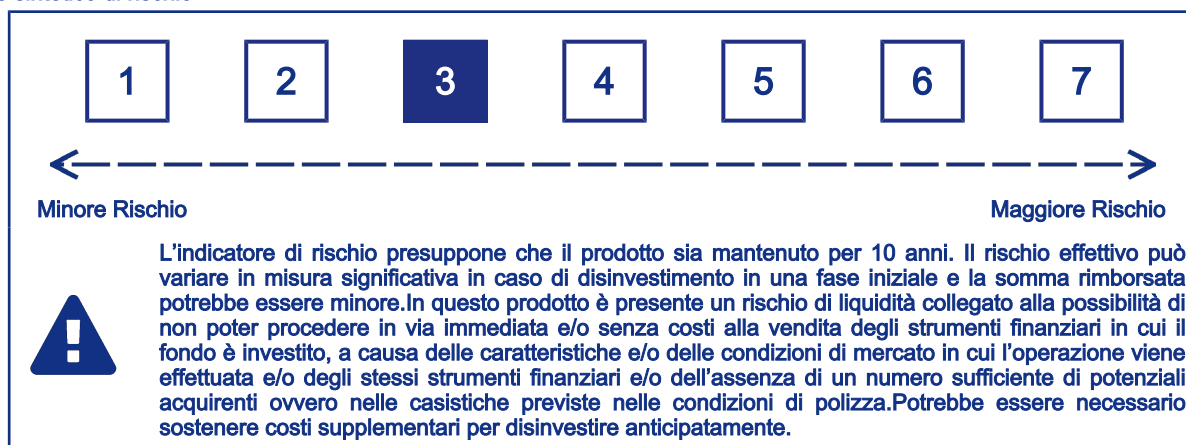 1 2 3 4 5 6 7
Minore Rischio Maggiore Rischio
L'indicatore di rischio presuppone che il prodotto sia mantenuto per 10 anni. Il rischio effettivo può
variare in misura significativa in caso di disinvestimento in una fase iniziale e la somma rimborsata
potrebbe essere minore.In questo prodotto è presente un rischio di liquidità collegato alla possibilità di
non poter procedere in via immediata e/o senza costi alla vendita degli strumenti finanziari in cui il
fondo è investito, a causa delle caratteristiche e/o delle condizioni di mercato in cui l'operazione viene
effettuata e/o degli stessi strumenti finanziari e/o dell'assenza di un numero sufficiente di potenziali
acquirenti ovvero nelle casistiche previste nelle condizioni di polizza.Potrebbe essere necessario
sostenere costi supplementari per disinvestire anticipatamente.